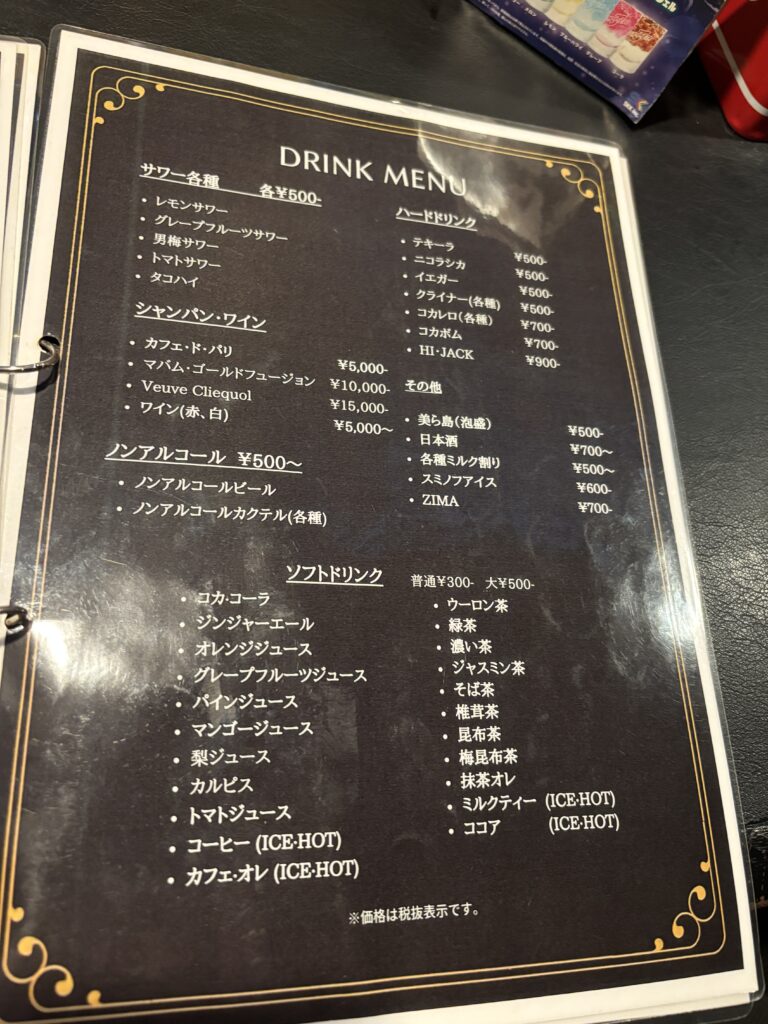 DRINK MENU
サワー各種 各¥500-
・レモンサワー
・グレープフルーツサワー
・男梅サワー
・トマトサワー
・タコハイ
シャンパン・ワイン
・カフェ・ド・パリ ¥5,000-
・マバム・ゴールドフュージョン ¥10,000-
・Veuve Cliequol ¥15,000-
・ワイン(赤、白) ¥5,000〜
ノンアルコール ¥500〜
・ノンアルコールビール
・ノンアルコールカクテル(各種)
ハードドリンク
・テキーラ ¥500-
・ニコラシカ ¥500-
・イエガー ¥500-
・クライナー(各種) ¥500-
・コカレロ(各種) ¥700-
・コカボム ¥700-
・HI・JACK ¥900-
その他
・美ら島(泡盛) ¥500-
・日本酒 ¥700〜
・各種ミルク割り ¥500〜
・スミノフアイス ¥600-
・ZIMA ¥700-
ソフトドリンク 普通¥300- 大¥500-
・コカ・コーラ
・ジンジャーエール
・オレンジジュース
・グレープフルーツジュース
・パインジュース
・マンゴージュース
・梨ジュース
・カルピス
・トマトジュース
・コーヒー (ICE・HOT)
・カフェ・オレ (ICE・HOT)
・ウーロン茶
・緑茶
・濃い茶
・ジャスミン茶
・そば茶
・椎茸茶
・昆布茶
・梅昆布茶
・抹茶オレ
・ミルクティー (ICE・HOT)
・ココア (ICE・HOT)
※価格は税抜表示です。